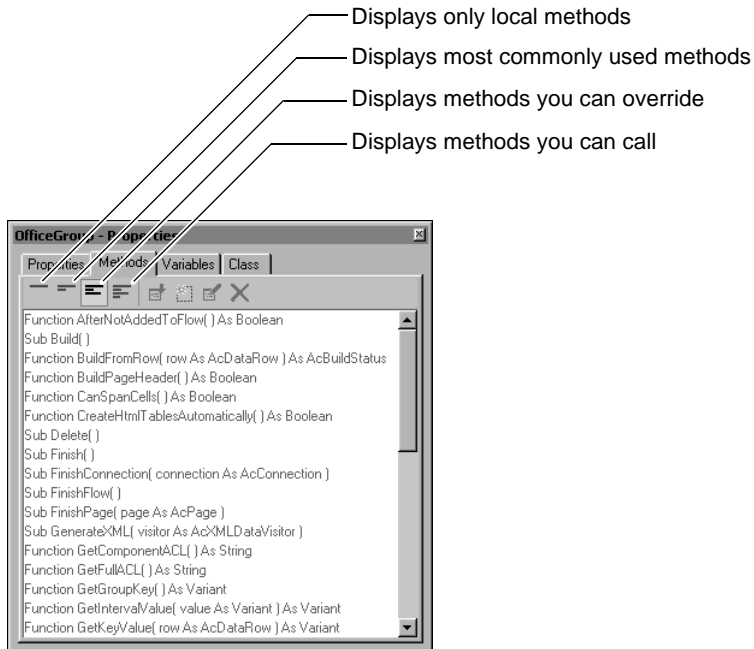 Displays only local methods
Displays most commonly used methods
Displays methods you can override
Displays methods you can call
OfficeGroup - Properties
Properties Methods Variables Class
Function AfterNotAddedToFlow( ) As Boolean
Sub Build( )
Function BuildFromRow( row As AcDataRow ) As AcBuildStatus
Function BuildPageHeader( ) As Boolean
Function CanSpanCells( ) As Boolean
Function CreateHtmlTablesAutomatically( ) As Boolean
Sub Delete( )
Sub Finish( )
Sub FinishConnection( connection As AcConnection )
Sub FinishFlow( )
Sub FinishPage( page As AcPage )
Sub GenerateXML( visitor As AcXMLDataVisitor )
Function GetComponentACL( ) As String
Function GetFullACL( ) As String
Function GetGroupKey( ) As Variant
Function GetIntervalValue( value As Variant ) As Variant
Function GetKeyValue( row As AcDataRow ) As Variant